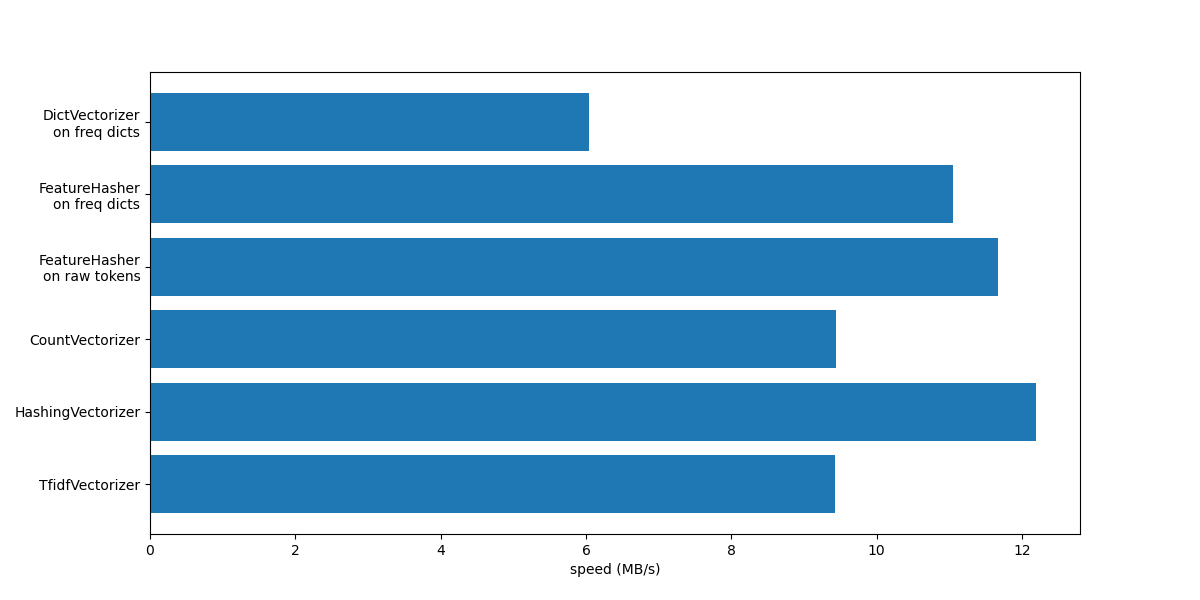 DictVectorizer
on freq dicts
FeatureHasher
on freq dicts
FeatureHasher
on raw tokens
CountVectorizer
HashingVectorizer
TfidfVectorizer
0 2 4 6 8 10 12
speed (MB/s)